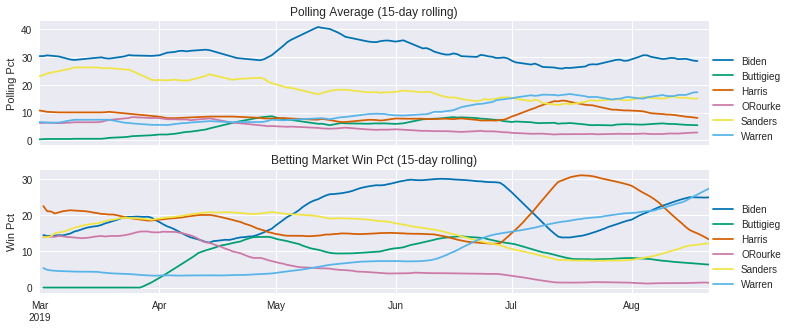 Polling Average (15-day rolling)
Polling Pct
40
30
20
10
0
Biden
Buttigieg
Harris
ORourke
Sanders
Warren
Betting Market Win Pct (15-day rolling)
Win Pct
30
20
10
0
Biden
Buttigieg
Harris
ORourke
Sanders
Warren
Mar Apr May Jun Jul Aug
2019